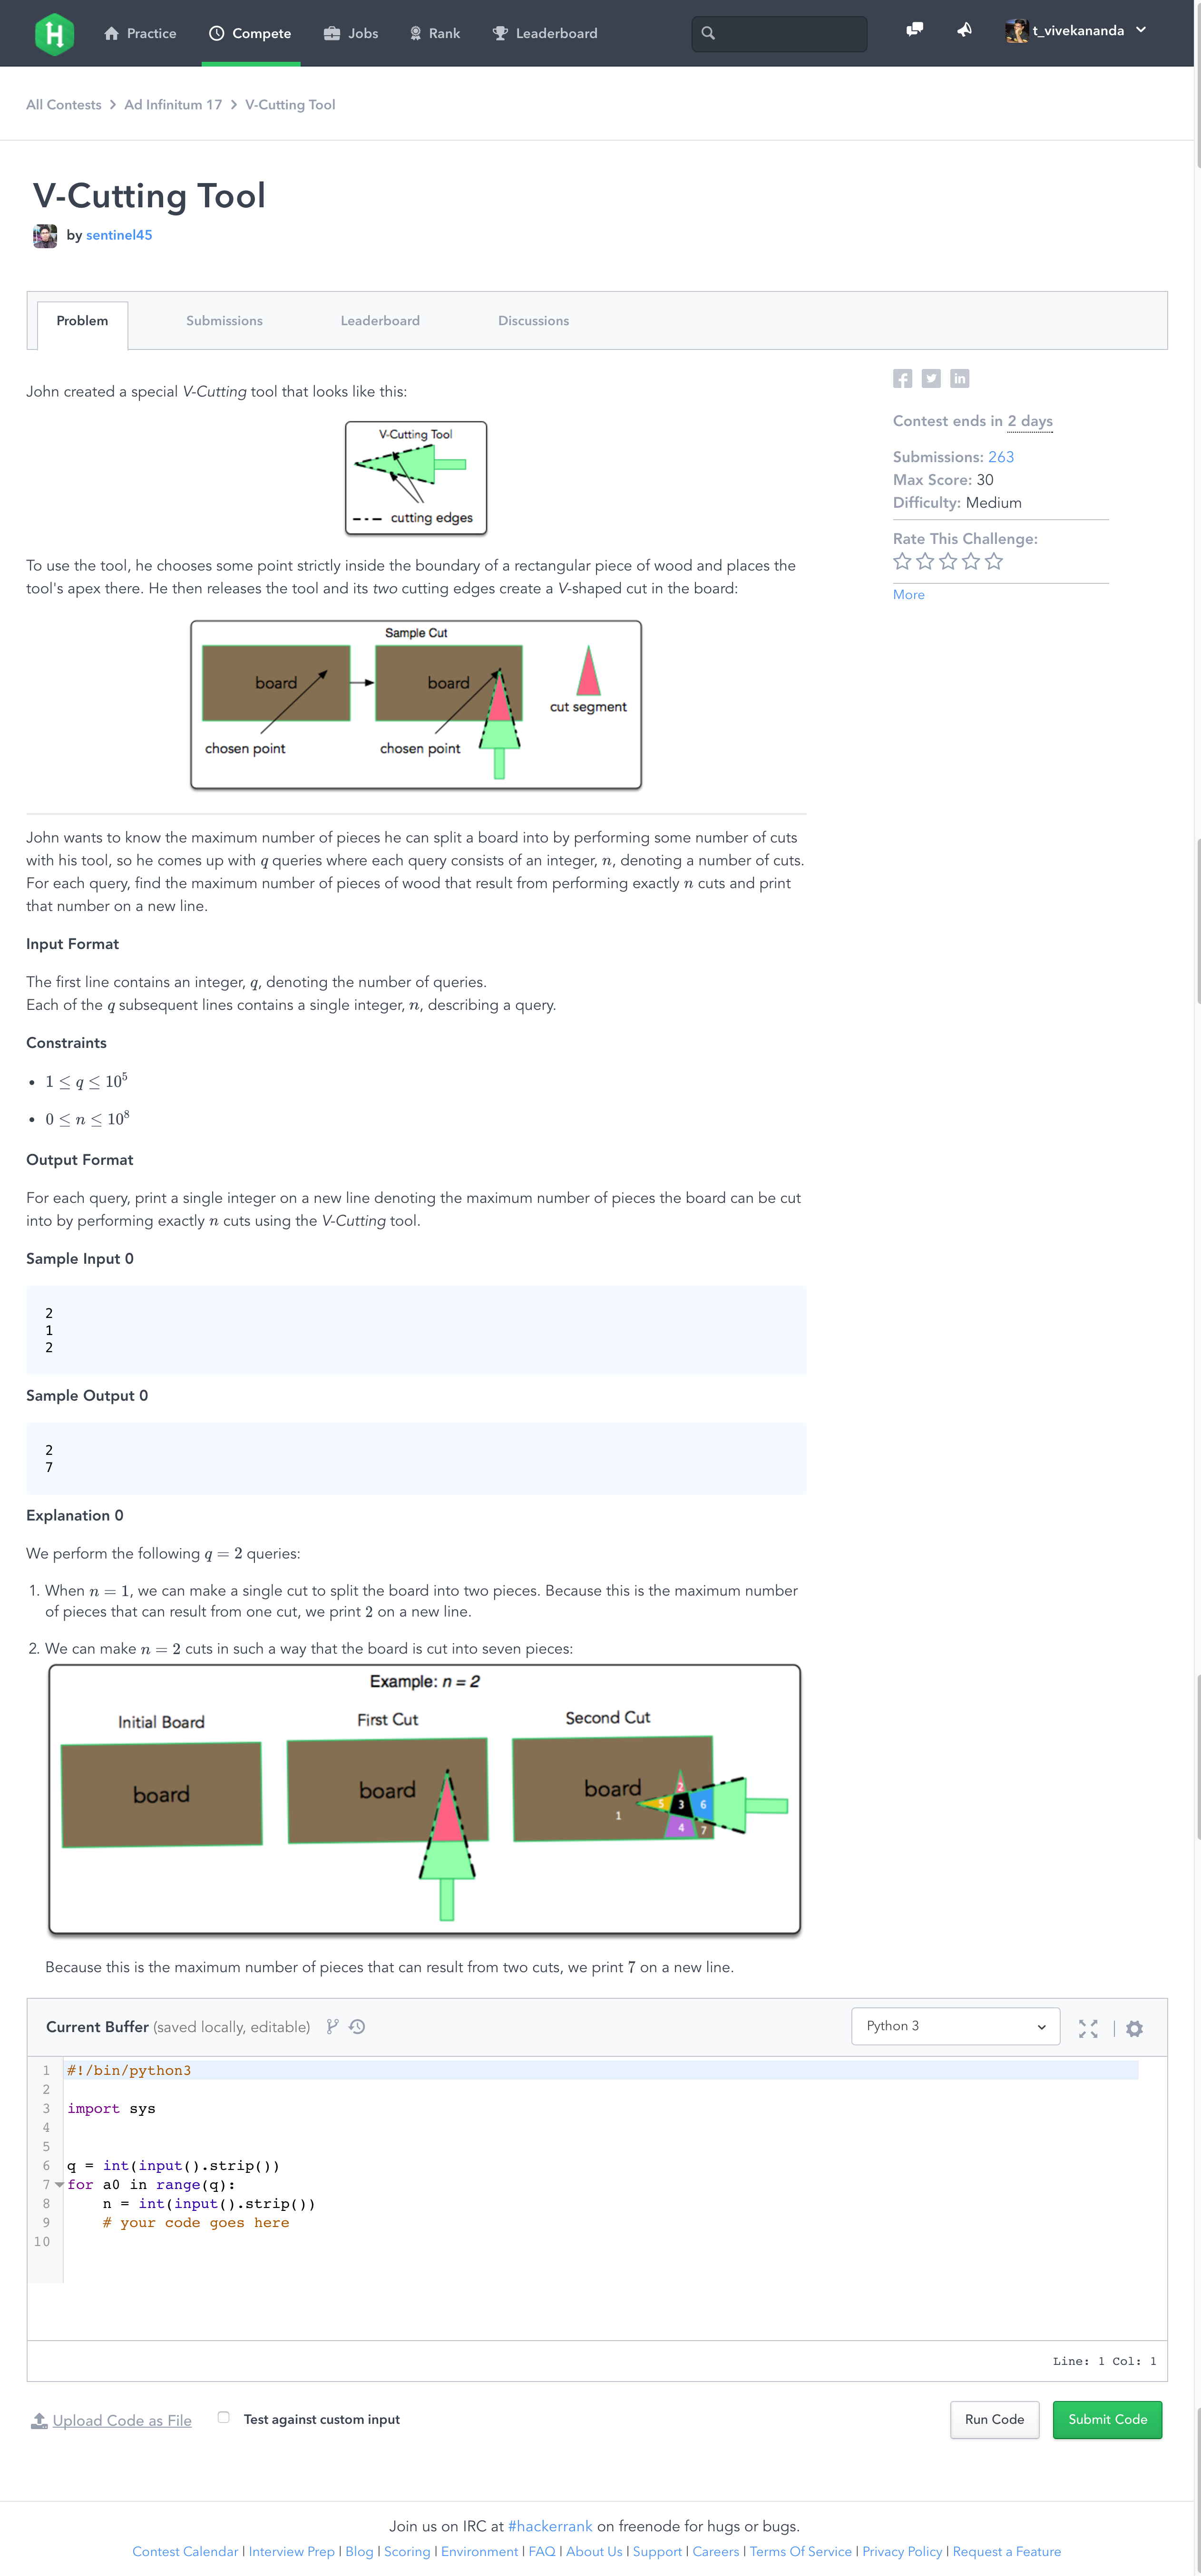 Practice Compete Jobs Rank Leaderboard t_vivekananda
All Contests > Ad Infinitum 17 > V-Cutting Tool
V-Cutting Tool
by sentinel45
Problem Submissions Leaderboard Discussions
John created a special V-Cutting tool that looks like this:
V-Cutting Tool
cutting edges
To use the tool, he chooses some point strictly inside the boundary of a rectangular piece of wood and places the
tool's apex there. He then releases the tool and its two cutting edges create a V-shaped cut in the board:
Sample Cut
board board
cut segment
chosen point chosen point
John wants to know the maximum number of pieces he can split a board into by performing some number of cuts
with his tool, so he comes up with q queries where each query consists of an integer, n, denoting a number of cuts.
For each query, find the maximum number of pieces of wood that result from performing exactly n cuts and print
that number on a new line.
Input Format
The first line contains an integer, q, denoting the number of queries.
Each of the q subsequent lines contains a single integer, n, describing a query.
Constraints
• 1 ≤ q ≤ 10⁵
• 0 ≤ n ≤ 10⁸
Output Format
For each query, print a single integer on a new line denoting the maximum number of pieces the board can be cut
into by performing exactly n cuts using the V-Cutting tool.
Sample Input 0
2
1
2
Sample Output 0
2
7
Explanation 0
We perform the following q = 2 queries:
1. When n = 1, we can make a single cut to split the board into two pieces. Because this is the maximum number
of pieces that can result from one cut, we print 2 on a new line.
2. We can make n = 2 cuts in such a way that the board is cut into seven pieces:
Example: n = 2
Initial Board First Cut Second Cut
board board board
1 2 3 4 5 6 7
Because this is the maximum number of pieces that can result from two cuts, we print 7 on a new line.
Contest ends in 2 days
Submissions: 263
Max Score: 30
Difficulty: Medium
Rate This Challenge:
More
Current Buffer (saved locally, editable) Python 3
1 #!/bin/python3
2
3 import sys
4
5
6 q = int(input().strip())
7 for a0 in range(q):
8 n = int(input().strip())
9 # your code goes here
10
Line: 1 Col: 1
Upload Code as File Test against custom input Run Code Submit Code
Join us on IRC at #hackerrank on freenode for hugs or bugs.
Contest Calendar | Interview Prep | Blog | Scoring | Environment | FAQ | About Us | Support | Careers | Terms Of Service | Privacy Policy | Request a Feature